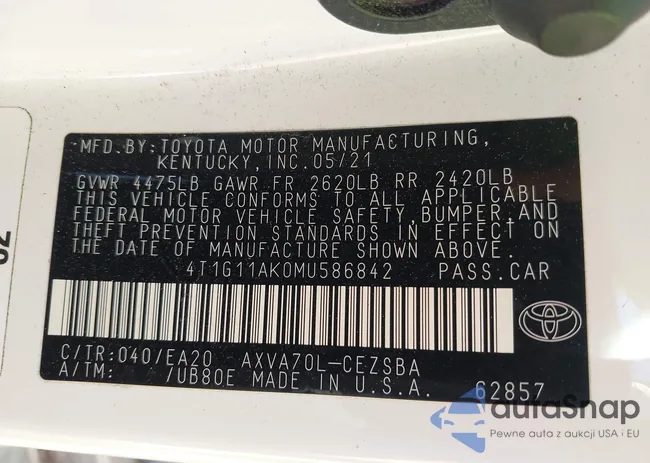 MFD. BY: TOYOTA MOTOR MANUFACTURING,
KENTUCKY, INC. 05/21
GVWR 4475LB GAWR FR 2620LB RR 2420LB
THIS VEHICLE CONFORMS TO ALL APPLICABLE
FEDERAL MOTOR VEHICLE SAFETY, BUMPER, AND
THEFT PREVENTION STANDARDS IN EFFECT ON
THE DATE OF MANUFACTURE SHOWN ABOVE.
4T1G11AK0MU586842 PASS. CAR
C/TR: 040/EA20 AXVA70L-CEZSBA
A/TM: 7UB80E MADE IN U.S.A. 62857
autaSnap
Pewne auta z aukcji USA i EU